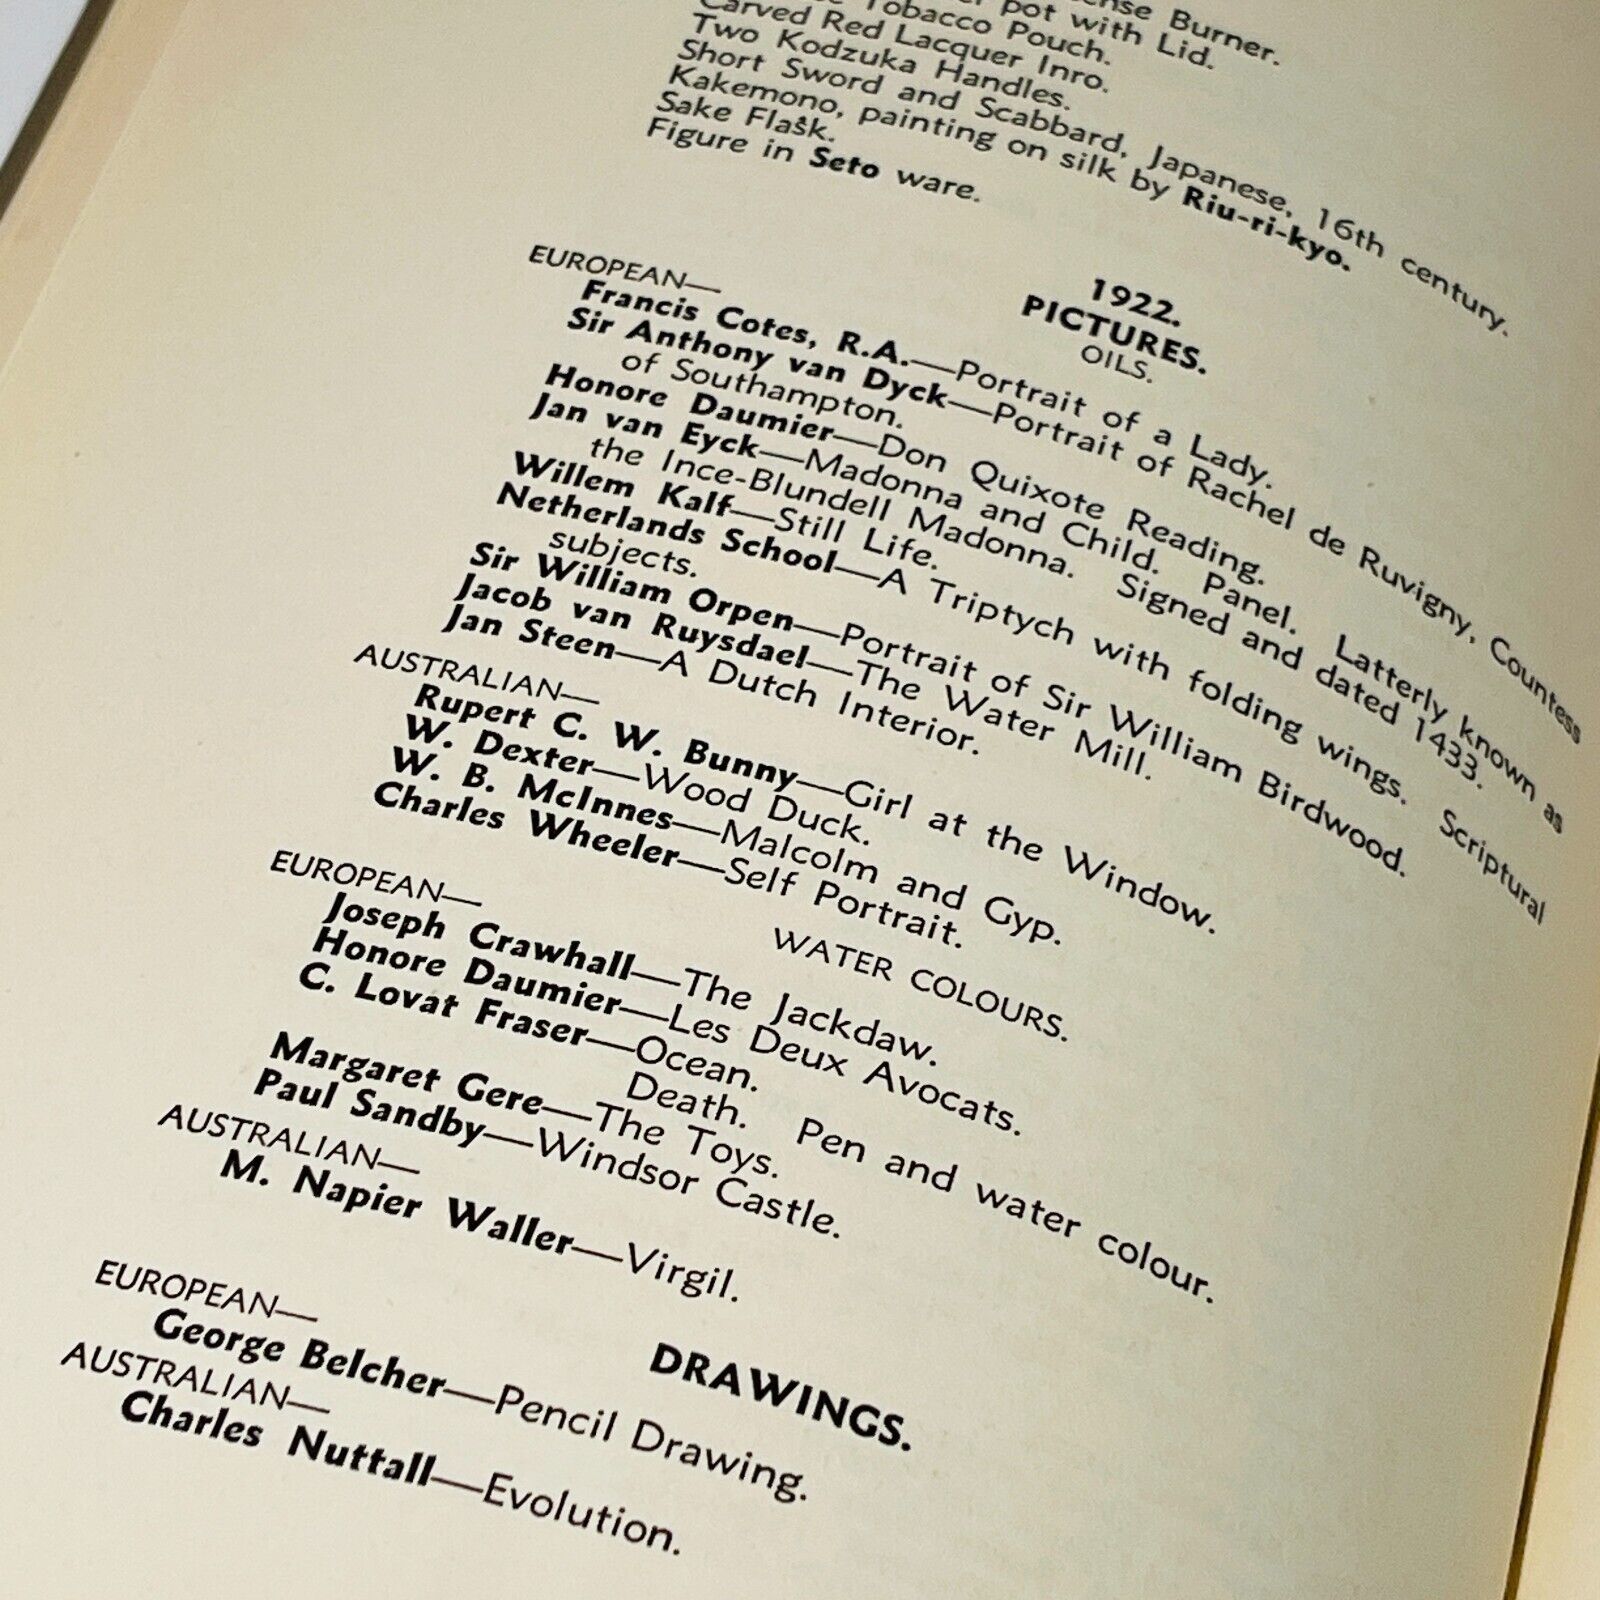 nse Burner.
pot with Lid.
Tobacco Pouch.
Carved Red Lacquer Inro.
Two Kodzuka Handles.
Short Sword and Scabbard, Japanese, 16th century.
Kakemono, painting on silk by Riu-ri-kyo.
Sake Flask.
Figure in Seto ware.
1922.
PICTURES.
OILS.
EUROPEAN—
Francis Cotes, R.A.—Portrait of a Lady.
Sir Anthony van Dyck—Portrait of Rachel de Ruvigny, Countess
of Southampton.
Honore Daumier—Don Quixote Reading.
Jan van Eyck—Madonna and Child. Panel. Latterly known as
the Ince-Blundell Madonna. Signed and dated 1433.
Willem Kalf—Still Life.
Netherlands School—A Triptych with folding wings. Scriptural
subjects.
Sir William Orpen—Portrait of Sir William Birdwood.
Jacob van Ruysdael—The Water Mill.
Jan Steen—A Dutch Interior.
AUSTRALIAN—
Rupert C. W. Bunny—Girl at the Window.
W. Dexter—Wood Duck.
W. B. McInnes—Malcolm and Gyp.
Charles Wheeler—Self Portrait.
WATER COLOURS.
EUROPEAN—
Joseph Crawhall—The Jackdaw.
Honore Daumier—Les Deux Avocats.
C. Lovat Fraser—Ocean.
Death. Pen and water colour.
Margaret Gere—The Toys.
Paul Sandby—Windsor Castle.
AUSTRALIAN—
M. Napier Waller—Virgil.
DRAWINGS.
EUROPEAN—
George Belcher—Pencil Drawing.
AUSTRALIAN—
Charles Nuttall—Evolution.